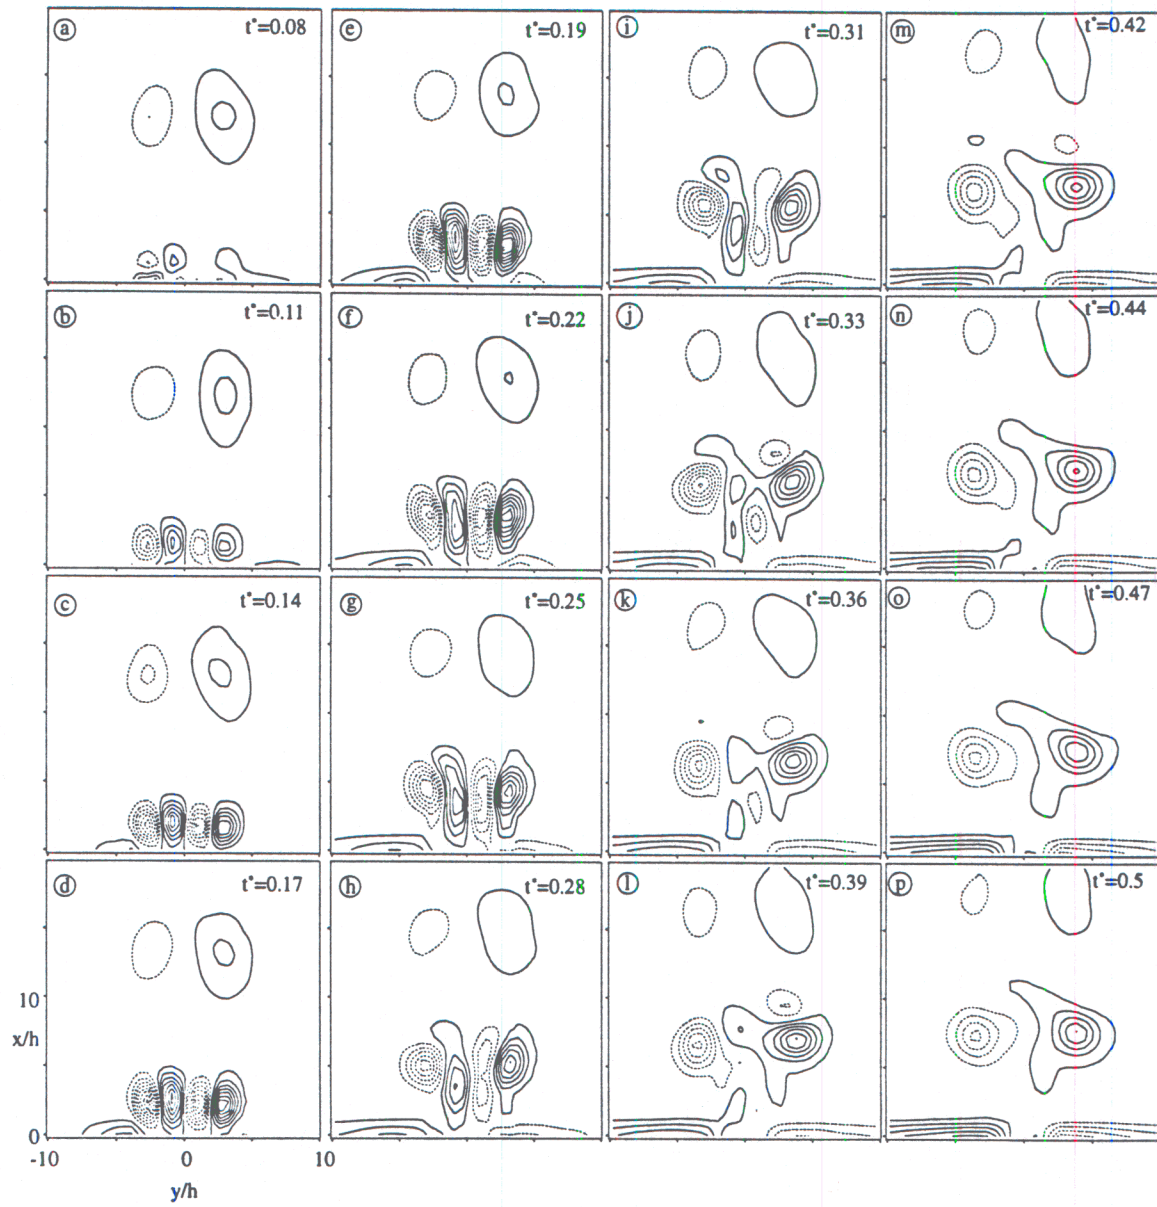 a t*=0.08
e t*=0.19
i t*=0.31
m t*=0.42
b t*=0.11
f t*=0.22
j t*=0.33
n t*=0.44
c t*=0.14
g t*=0.25
k t*=0.36
o t*=0.47
d t*=0.17
h t*=0.28
l t*=0.39
p t*=0.5
10
x/h
0
-10 0 10
y/h